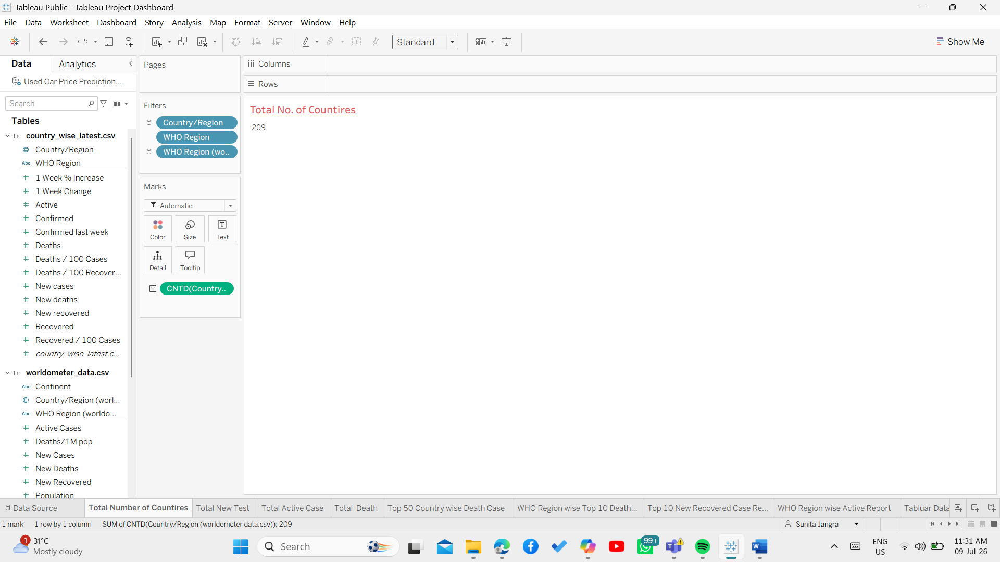 Tableau Public - Tableau Project Dashboard
File Data Worksheet Dashboard Story Analysis Map Format Server Window Help
Standard
Show Me
Data
Analytics
Used Car Price Prediction...
Search
Tables
country_wise_latest.csv
Country/Region
Abc WHO Region
1 Week % Increase
1 Week Change
Active
Confirmed
Confirmed last week
Deaths
Deaths / 100 Cases
Deaths / 100 Recover...
New cases
New deaths
New recovered
Recovered
Recovered / 100 Cases
country_wise_latest.c...
worldometer_data.csv
Abc Continent
Country/Region (worl...
Abc WHO Region (worldo...
Active Cases
Deaths/1M pop
New Cases
New Deaths
New Recovered
Population
Pages
Filters
Country/Region
WHO Region
WHO Region (wo..
Marks
Automatic
Color Size Text
Detail Tooltip
CNTD(Country..
Columns
Rows
Total No. of Countires
209
Data Source Total Number of Countires Total New Test Total Active Case Total Death Top 50 Country wise Death Case WHO Region wise Top 10 Death... Top 10 New Recovered Case Re... WHO Region wise Active Report Tabluar Data
1 mark 1 row by 1 column SUM of CNTD(Country/Region (worldometer data.csv)): 209
Sunita Jangra
1
31°C
Mostly cloudy
Search
99+
ENG
US
11:31 AM
09-Jul-26